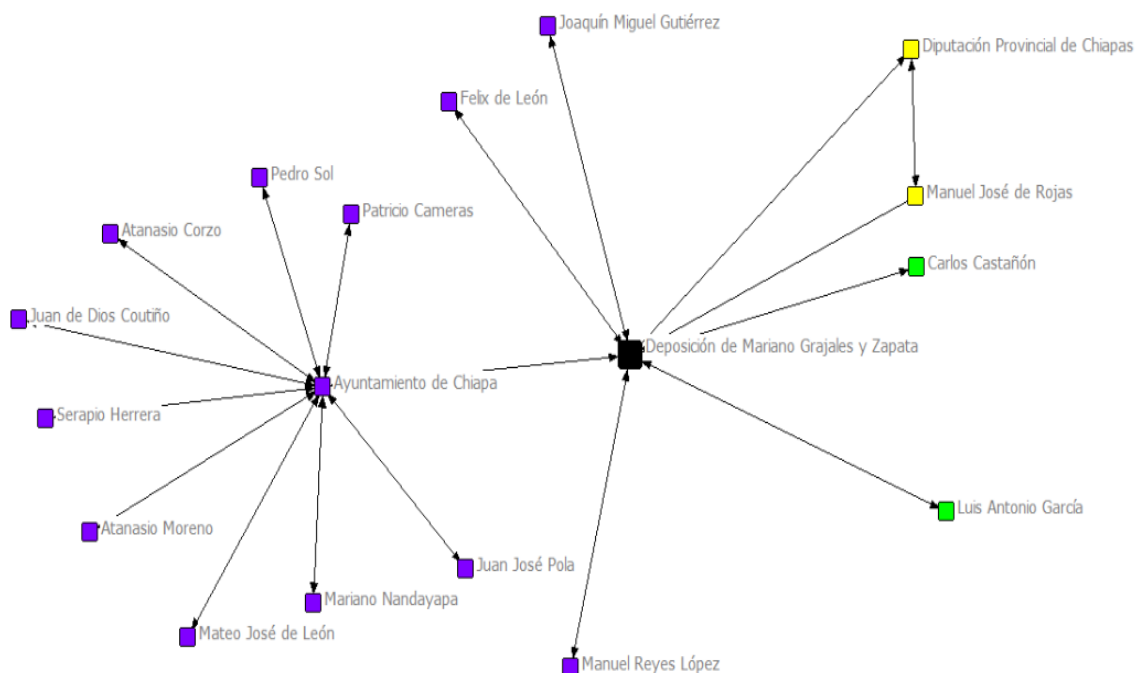 Joaquín Miguel Gutiérrez
Diputación Provincial de Chiapas
Felix de León
Pedro Sol
Manuel José de Rojas
Patricio Cameras
Atanasio Corzo
Carlos Castañón
Juan de Dios Coutiño
Deposición de Mariano Grajales y Zapata
Ayuntamiento de Chiapa
Serapio Herrera
Luis Antonio García
Atanasio Moreno
Juan José Pola
Mariano Nandayapa
Mateo José de León
Manuel Reyes López